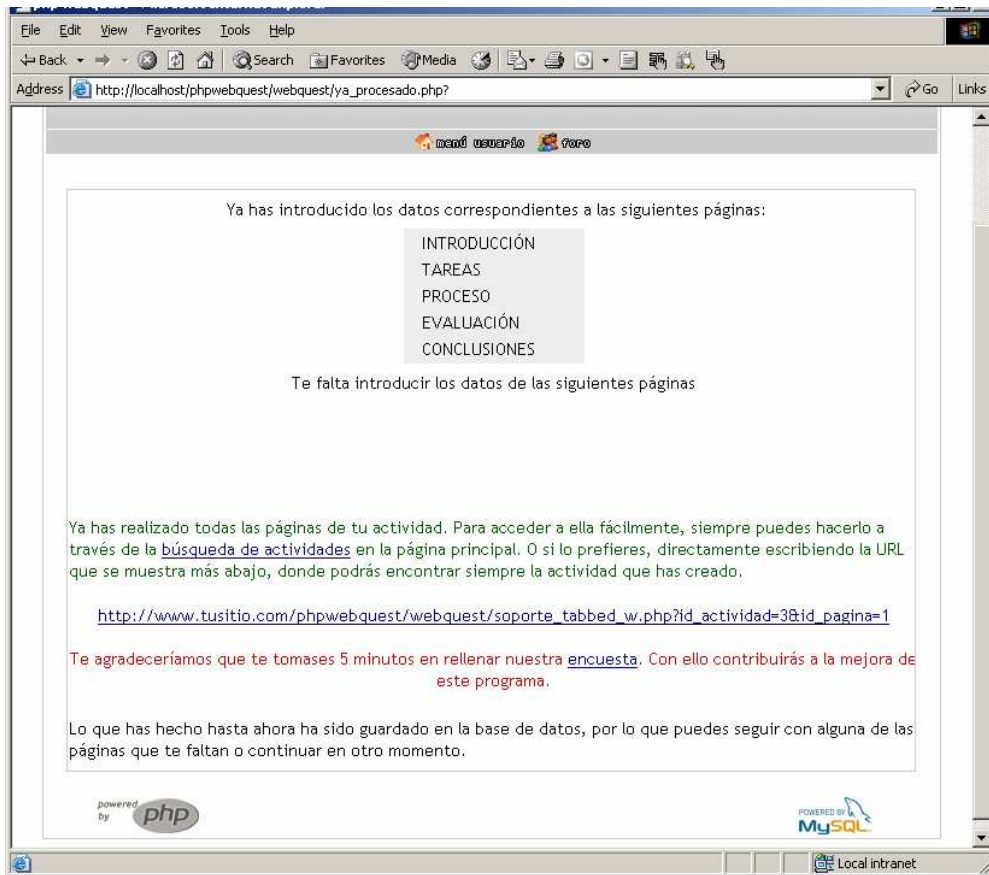 File Edit View Favorites Tools Help
Back Search Favorites Media
Address http://localhost/phpwebquest/webquest/ya_procesado.php? Go Links
menú usuario foro
Ya has introducido los datos correspondientes a las siguientes páginas:
INTRODUCCIÓN
TAREAS
PROCESO
EVALUACIÓN
CONCLUSIONES
Te falta introducir los datos de las siguientes páginas
Ya has realizado todas las páginas de tu actividad. Para acceder a ella fácilmente, siempre puedes hacerlo a
través de la búsqueda de actividades en la página principal. O si lo prefieres, directamente escribiendo la URL
que se muestra más abajo, donde podrás encontrar siempre la actividad que has creado.
http://www.tusitio.com/phpwebquest/webquest/soporte_tabbed_w.php?id_actividad=3&id_pagina=1
Te agradeceríamos que te tomases 5 minutos en rellenar nuestra encuesta. Con ello contribuirás a la mejora de
este programa.
Lo que has hecho hasta ahora ha sido guardado en la base de datos, por lo que puedes seguir con alguna de las
páginas que te faltan o continuar en otro momento.
powered
by php
POWERED BY
MySQL
Local intranet